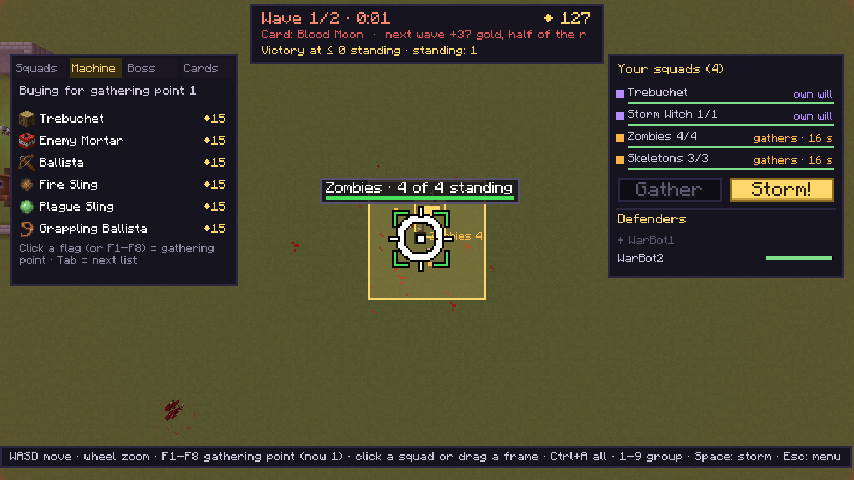 Wave 1/2 · 0:01
127
Card: Blood Moon · next wave +37 gold, half of the r
Victory at ≤ 0 standing · standing: 1
Squads
Machine
Boss
Cards
Buying for gathering point 1
Trebuchet
15
Enemy Mortar
15
Ballista
15
Fire Sling
15
Plague Sling
15
Grappling Ballista
15
Click a flag (or F1–F8) = gathering
point · Tab = next list
Zombies · 4 of 4 standing
Your squads (4)
Trebuchet
own will
Storm Witch 1/1
own will
Zombies 4/4
gathers · 16 s
Skeletons 3/3
gathers · 16 s
Gather
Storm!
Defenders
+ WarBot1
WarBot2
WASD move · wheel zoom · F1–F8 gathering point (now 1) · click a squad or drag a frame · Ctrl+A all · 1–9 group · Space: storm · Esc: menu